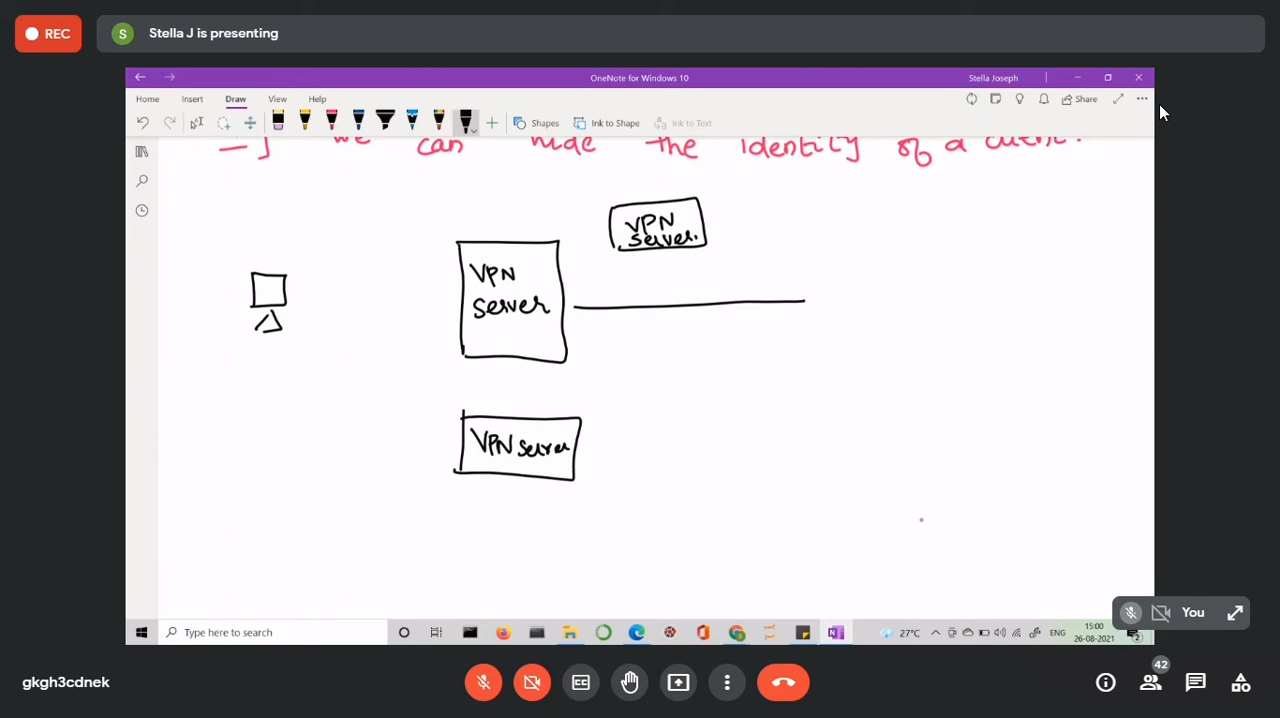 REC
S
Stella J is presenting
OneNote for Windows 10
Stella Joseph
Home Insert Draw View Help
Share
Shapes Ink to Shape Ink to Text
we can hide the identity of a client.
VPN
server.
VPN
server
VPN server
You
Type here to search
27°C ENG
15:00
26-08-2021
2
gkgh3cdnek
CC
42